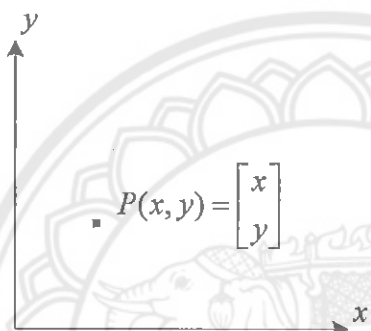 y
P(x, y) = [x y]
x